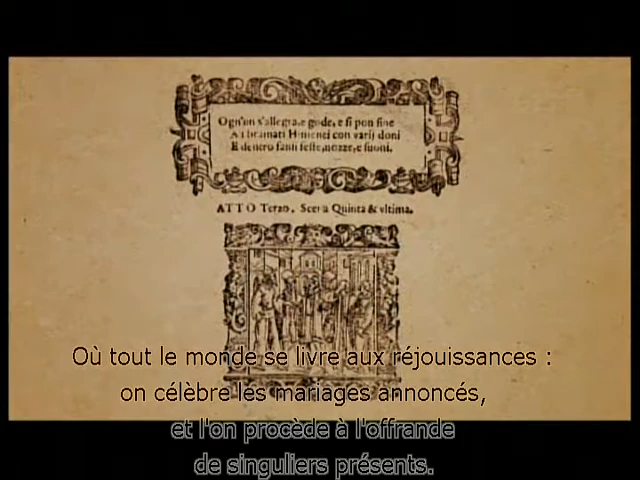 Ogn'un s'allegra, e gode, e si pon fine
A i bramati Himenei con varij doni
E dentro fansi feste, nozze, e suoni.
ATTO Terzo. Scena Quinta & vltima.
Où tout le monde se livre aux réjouissances :
on célèbre les mariages annoncés,
et l'on procède à l'offrande
de singuliers présents.